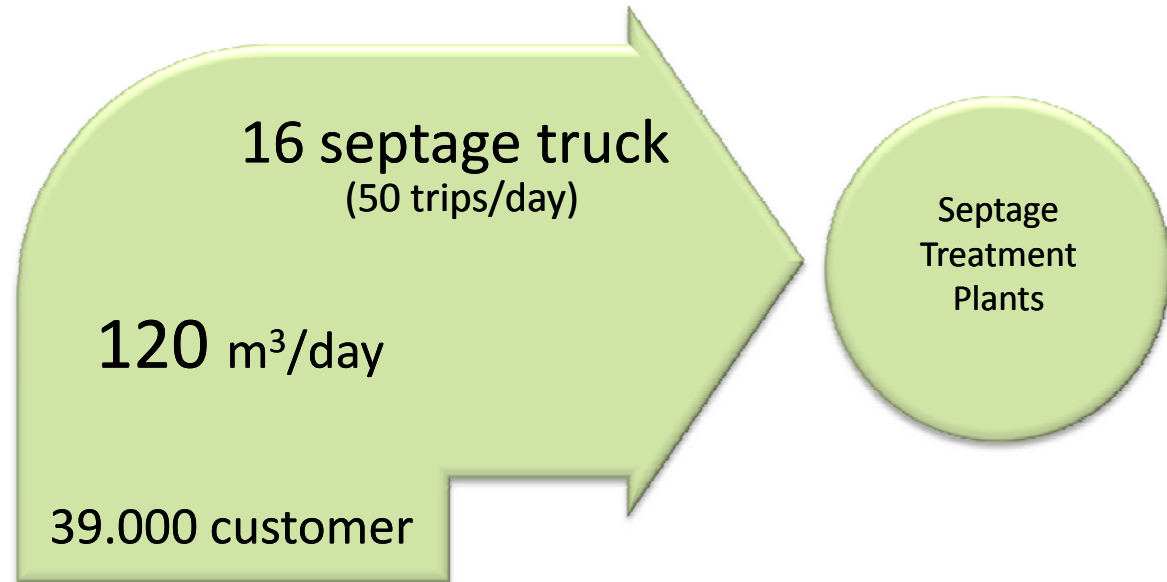 16 septage truck
(50 trips/day)
120 m³/day
39.000 customer
Septage
Treatment
Plants